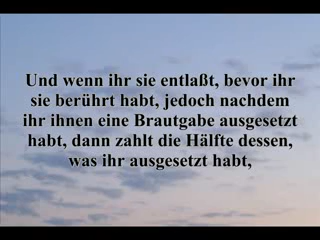 Und wenn ihr sie entlaßt, bevor ihr
sie berührt habt, jedoch nachdem
ihr ihnen eine Brautgabe ausgesetzt
habt, dann zahlt die Hälfte dessen,
was ihr ausgesetzt habt,